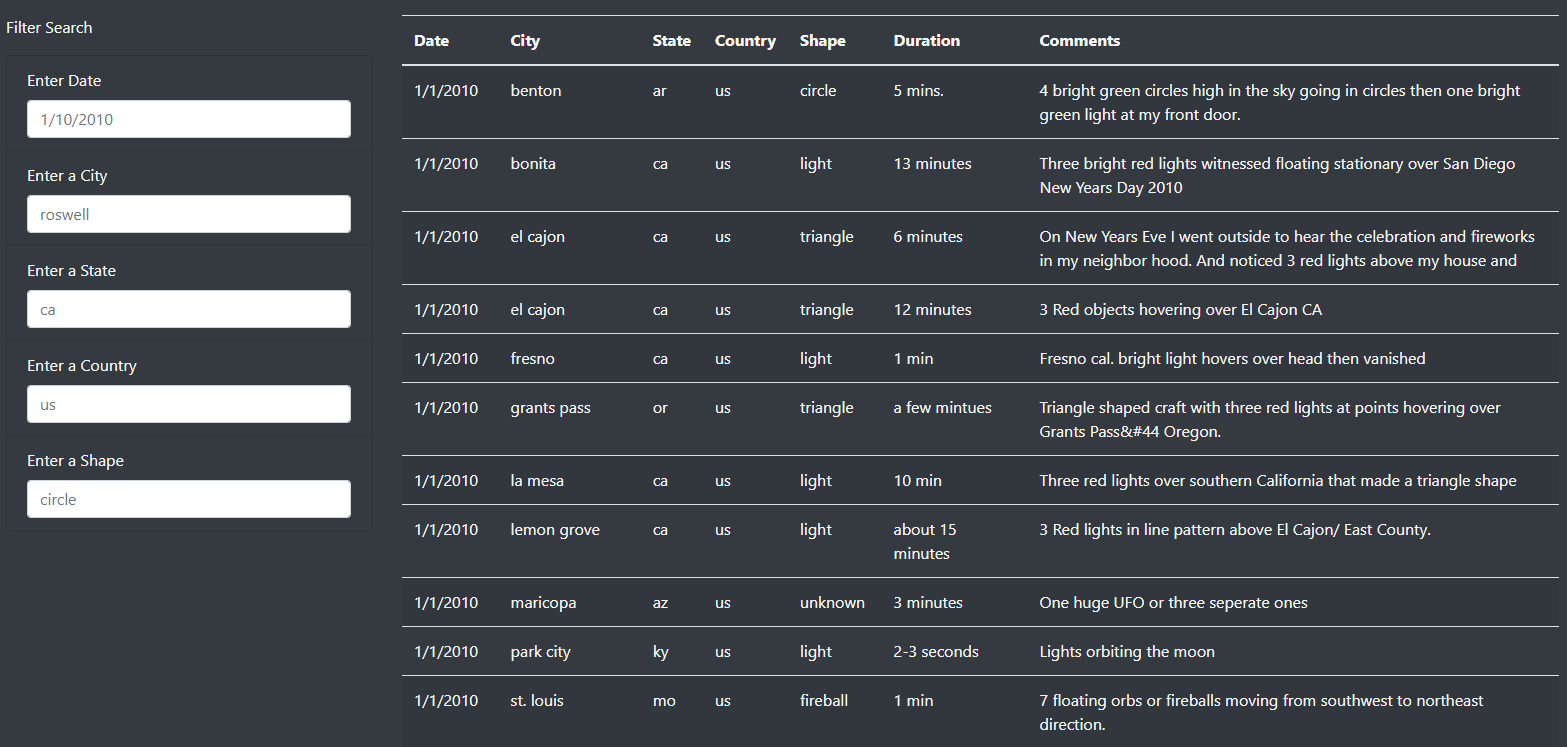 Filter Search
Enter Date
1/10/2010
Enter a City
roswell
Enter a State
ca
Enter a Country
us
Enter a Shape
circle
Date City State Country Shape Duration Comments
1/1/2010 benton ar us circle 5 mins. 4 bright green circles high in the sky going in circles then one bright
green light at my front door.
1/1/2010 bonita ca us light 13 minutes Three bright red lights witnessed floating stationary over San Diego
New Years Day 2010
1/1/2010 el cajon ca us triangle 6 minutes On New Years Eve I went outside to hear the celebration and fireworks
in my neighbor hood. And noticed 3 red lights above my house and
1/1/2010 el cajon ca us triangle 12 minutes 3 Red objects hovering over El Cajon CA
1/1/2010 fresno ca us light 1 min Fresno cal. bright light hovers over head then vanished
1/1/2010 grants pass or us triangle a few mintues Triangle shaped craft with three red lights at points hovering over
Grants Pass&#44 Oregon.
1/1/2010 la mesa ca us light 10 min Three red lights over southern California that made a triangle shape
1/1/2010 lemon grove ca us light about 15 3 Red lights in line pattern above El Cajon/ East County.
minutes
1/1/2010 maricopa az us unknown 3 minutes One huge UFO or three seperate ones
1/1/2010 park city ky us light 2-3 seconds Lights orbiting the moon
1/1/2010 st. louis mo us fireball 1 min 7 floating orbs or fireballs moving from southwest to northeast
direction.